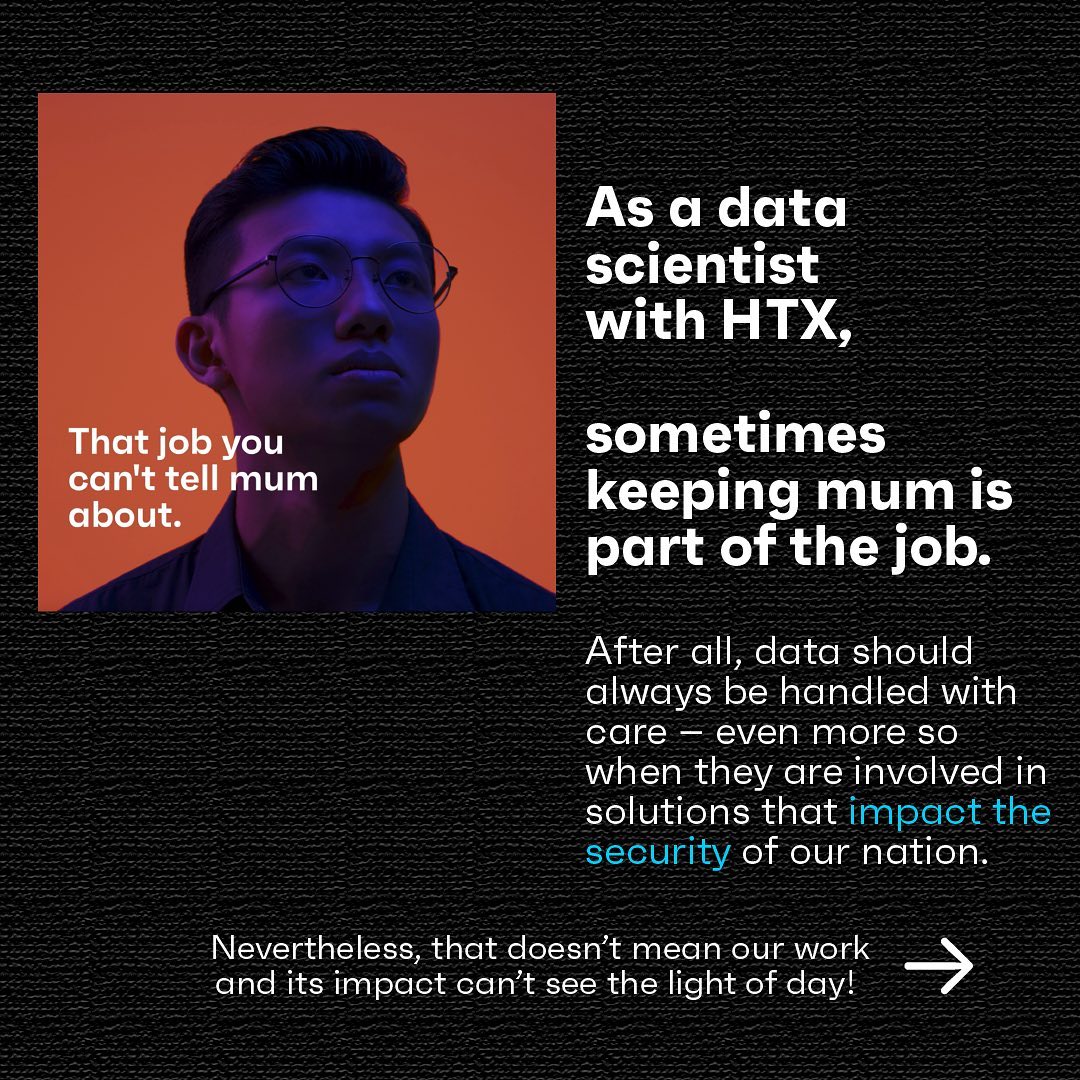 That job you
can't tell mum
about.
As a data
scientist
with HTX,
sometimes
keeping mum is
part of the job.
After all, data should
always be handled with
care – even more so
when they are involved in
solutions that impact the
security of our nation.
Nevertheless, that doesn’t mean our work
and its impact can’t see the light of day!